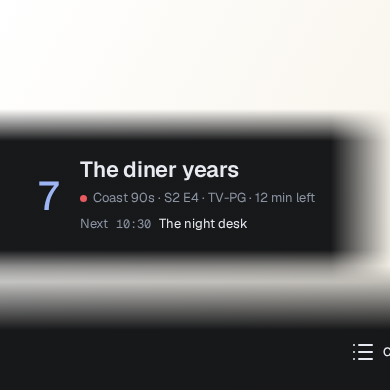 7
The diner years
Coast 90s · S2 E4 · TV-PG · 12 min left
Next 10:30 The night desk